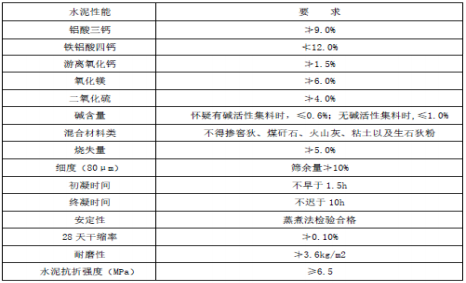 水泥性能 要 求
铝酸三钙 ≯9.0%
铁铝酸四钙 ≮12.0%
游离氧化钙 ≯1.5%
氧化镁 ≯6.0%
二氧化硫 ≯4.0%
碱含量 怀疑有碱活性集料时，≤0.6%；无碱活性集料时,≤1.0%
混合材料类 不得掺窑狄、煤矸石、火山灰、粘土以及生石狄粉
烧失量 ≯5.0%
细度（80μm） 筛余量≯10%
初凝时间 不早于1.5h
终凝时间 不迟于10h
安定性 蒸煮法检验合格
28天干缩率 ≯0.10%
耐磨性 ≯3.6kg/m2
水泥抗折强度（MPa） ≥6.5